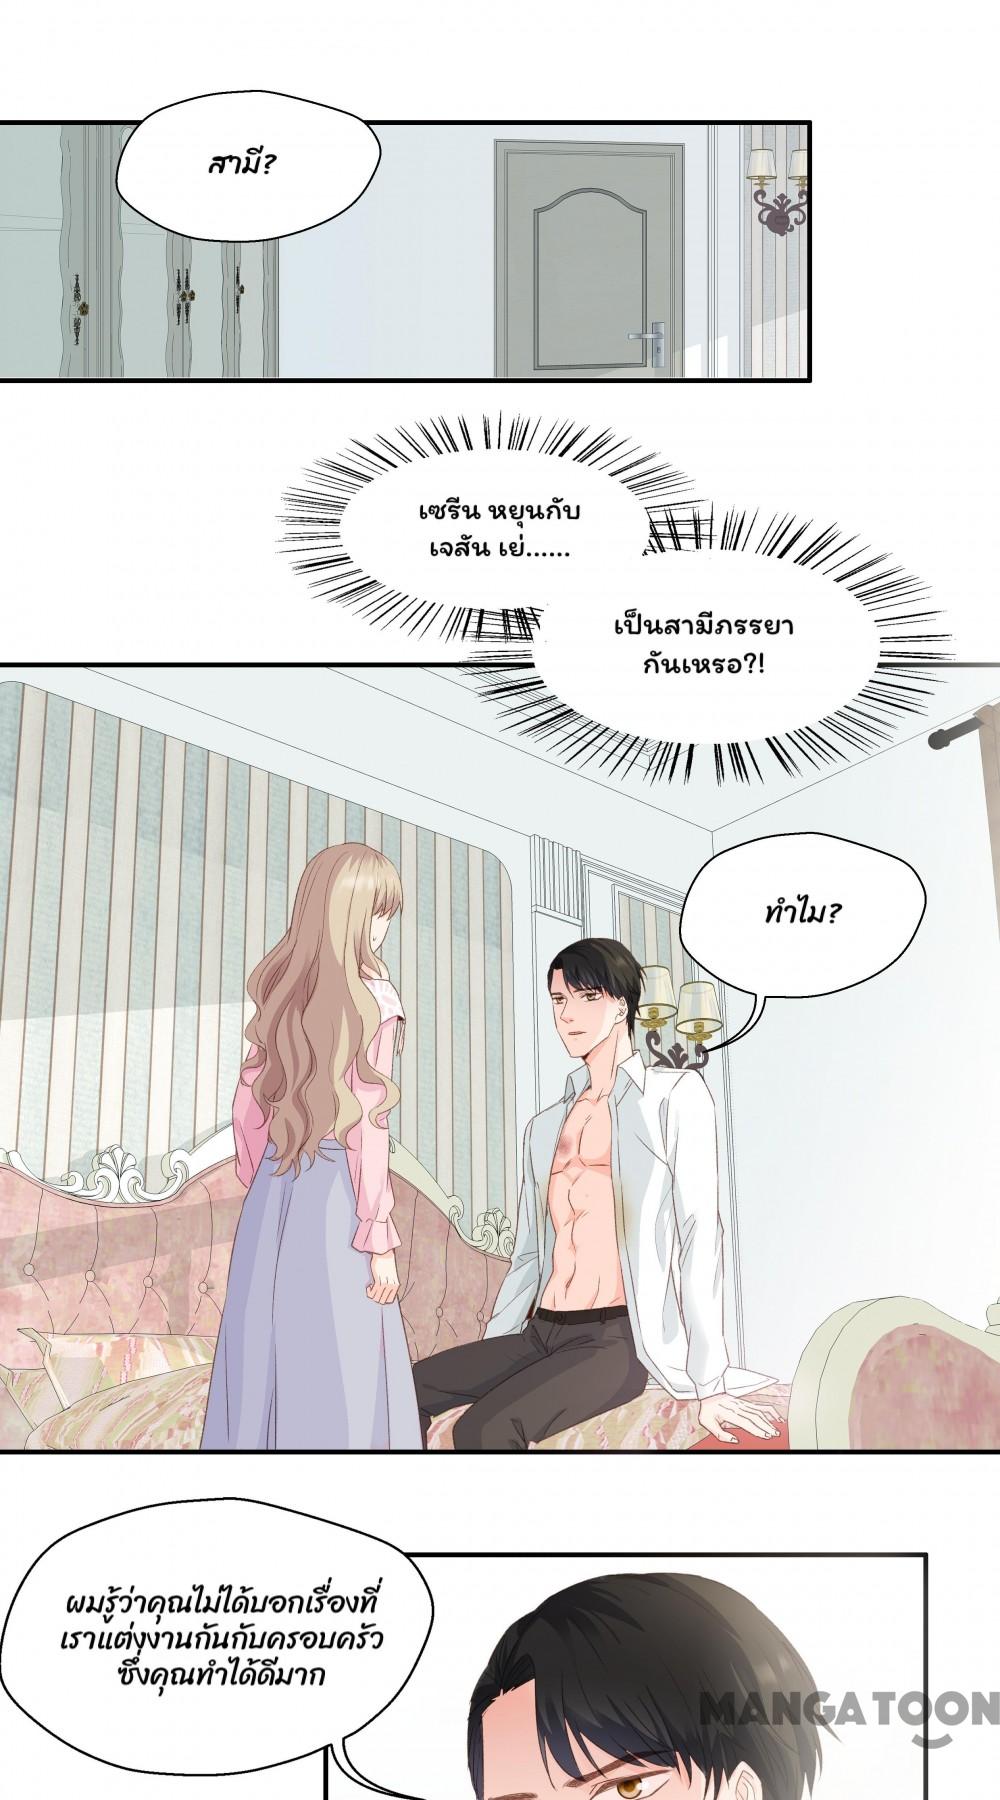 สามี?
เซรีน หยุนกับ
เจสัน เย่......
เป็นสามีภรรยา
กันเหรอ?!
ทำไม?
ผมรู้ว่าคุณไม่ได้บอกเรื่องที่
เราแต่งงานกันกับครอบครัว
ซึ่งคุณทำได้ดีมาก
MANGATOON